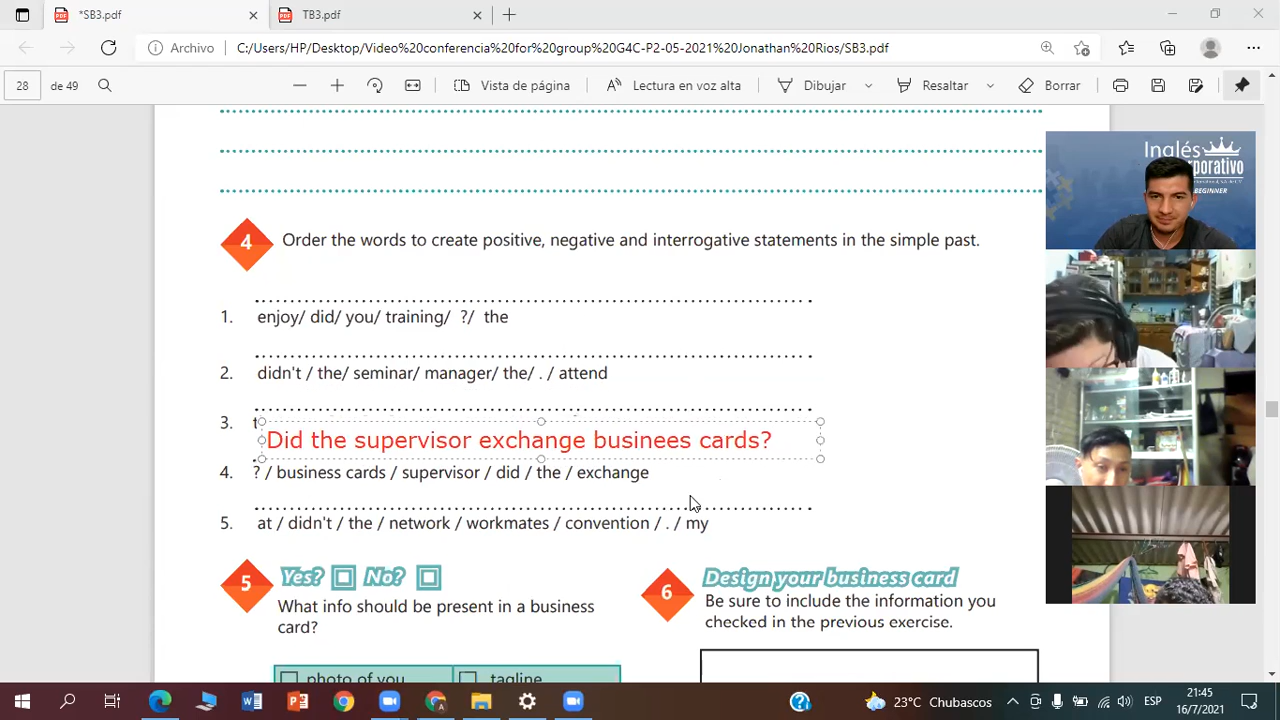 *SB3.pdf
TB3.pdf
Archivo
C:/Users/HP/Desktop/Video%20conferencia%20for%20group%20G4C-P2-05-2021%20Jonathan%20Rios/SB3.pdf
28 de 49
Vista de página
Lectura en voz alta
Dibujar
Resaltar
Borrar
4 Order the words to create positive, negative and interrogative statements in the simple past.
1. enjoy/ did/ you/ training/ ?/ the
2. didn't / the/ seminar/ manager/ the/ . / attend
3.
Did the supervisor exchange businees cards?
4. ? / business cards / supervisor / did / the / exchange
5. at / didn't / the / network / workmates / convention / . / my
5 Yes? No?
What info should be present in a business
card?
photo of you
tagline
6 Design your business card
Be sure to include the information you
checked in the previous exercise.
Inglés
BEGINNER
23°C Chubascos
ESP
21:45
16/7/2021